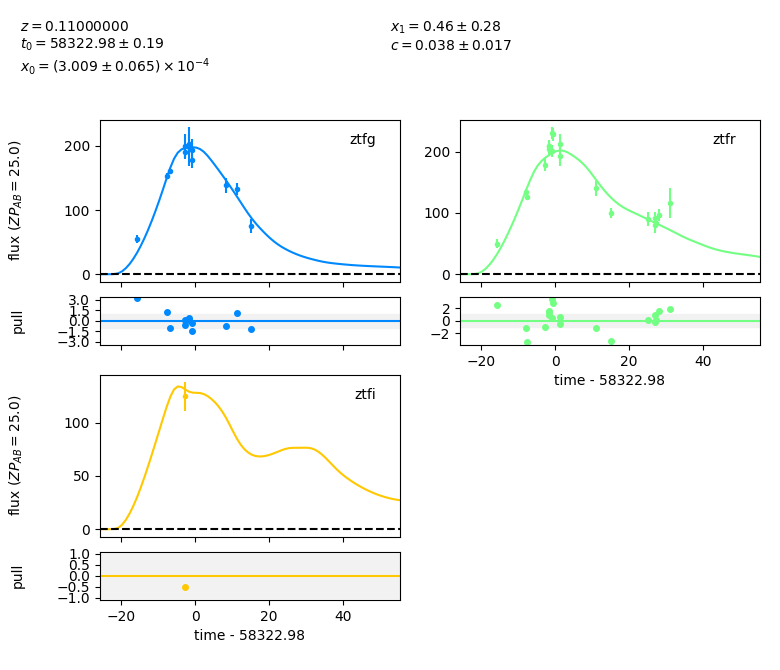 z = 0.11000000
t₀ = 58322.98 ± 0.19
x₀ = (3.009 ± 0.065) × 10⁻⁴
x₁ = 0.46 ± 0.28
c = 0.038 ± 0.017
flux (ZP_AB = 25.0)
200
100
0
ztfg
200
100
0
ztfr
pull
3.0
1.5
0.0
−1.5
−3.0
2
0
−2
−20 0 20 40
time - 58322.98
flux (ZP_AB = 25.0)
100
50
0
ztfi
pull
1.0
0.5
0.0
−0.5
−1.0
−20 0 20 40
time - 58322.98